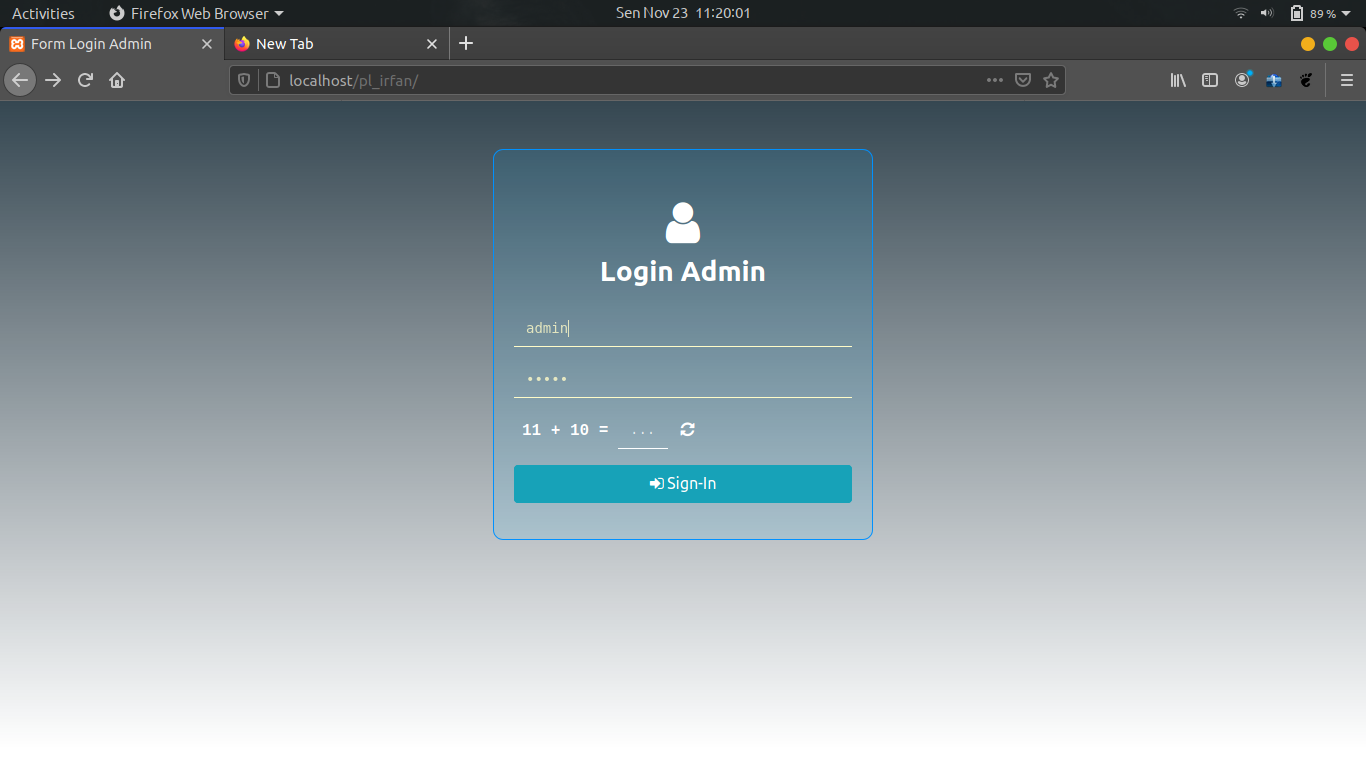 Activities Firefox Web Browser Sen Nov 23 11:20:01 89 %
Form Login Admin New Tab
localhost/pl_irfan/
Login Admin
admin
•••••
11 + 10 = ...
Sign-In